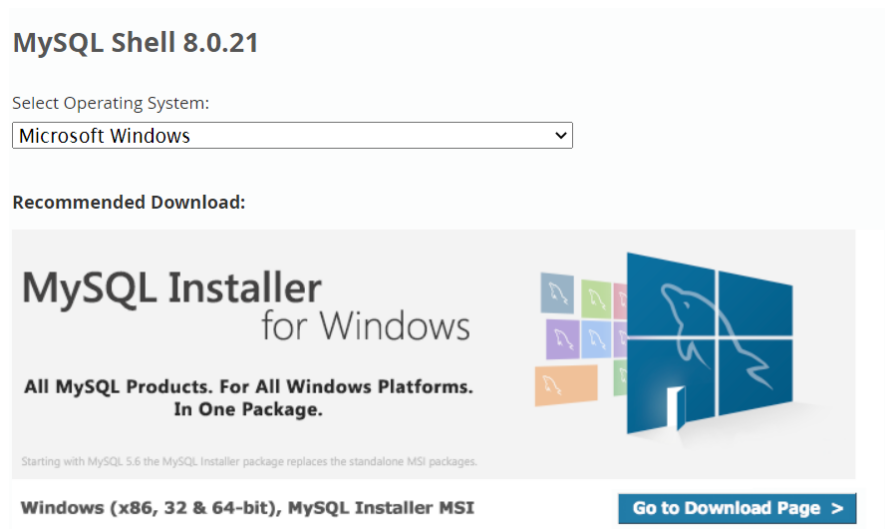 MySQL Shell 8.0.21
Select Operating System:
Microsoft Windows
Recommended Download:
MySQL Installer
for Windows
All MySQL Products. For All Windows Platforms.
In One Package.
Starting with MySQL 5.6 the MySQL Installer package replaces the standalone MSI packages.
Windows (x86, 32 & 64-bit), MySQL Installer MSI
Go to Download Page >